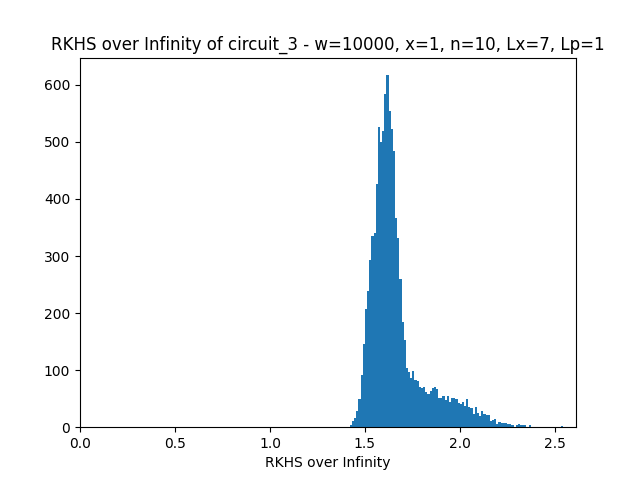 RKHS over Infinity of circuit_3 - w=10000, x=1, n=10, Lx=7, Lp=1
600
500
400
300
200
100
0
0.0 0.5 1.0 1.5 2.0 2.5
RKHS over Infinity